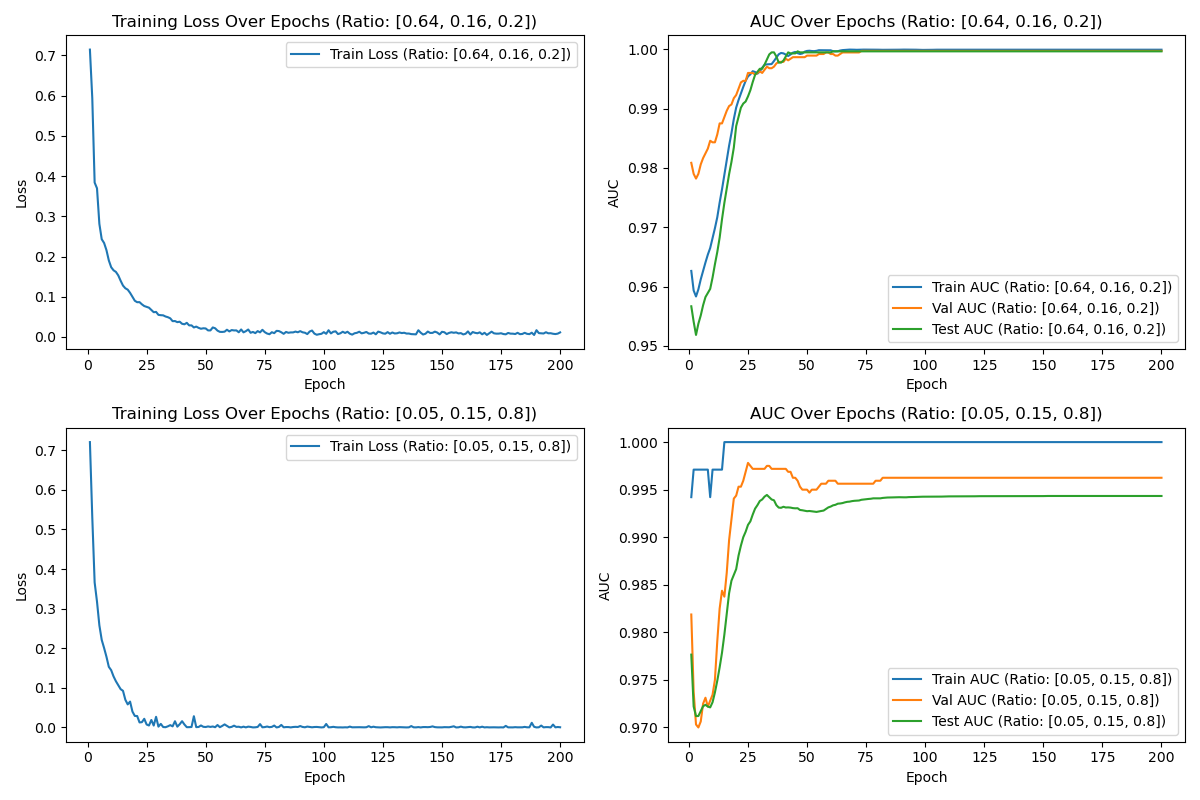 Training Loss Over Epochs (Ratio: [0.64, 0.16, 0.2])
Train Loss (Ratio: [0.64, 0.16, 0.2])
0.7
0.6
0.5
0.4
0.3
0.2
0.1
0.0
Loss
0 25 50 75 100 125 150 175 200
Epoch
AUC Over Epochs (Ratio: [0.64, 0.16, 0.2])
1.00
0.99
0.98
0.97
0.96
0.95
AUC
Train AUC (Ratio: [0.64, 0.16, 0.2])
Val AUC (Ratio: [0.64, 0.16, 0.2])
Test AUC (Ratio: [0.64, 0.16, 0.2])
0 25 50 75 100 125 150 175 200
Epoch
Training Loss Over Epochs (Ratio: [0.05, 0.15, 0.8])
Train Loss (Ratio: [0.05, 0.15, 0.8])
0.7
0.6
0.5
0.4
0.3
0.2
0.1
0.0
Loss
0 25 50 75 100 125 150 175 200
Epoch
AUC Over Epochs (Ratio: [0.05, 0.15, 0.8])
1.000
0.995
0.990
0.985
0.980
0.975
0.970
AUC
Train AUC (Ratio: [0.05, 0.15, 0.8])
Val AUC (Ratio: [0.05, 0.15, 0.8])
Test AUC (Ratio: [0.05, 0.15, 0.8])
0 25 50 75 100 125 150 175 200
Epoch